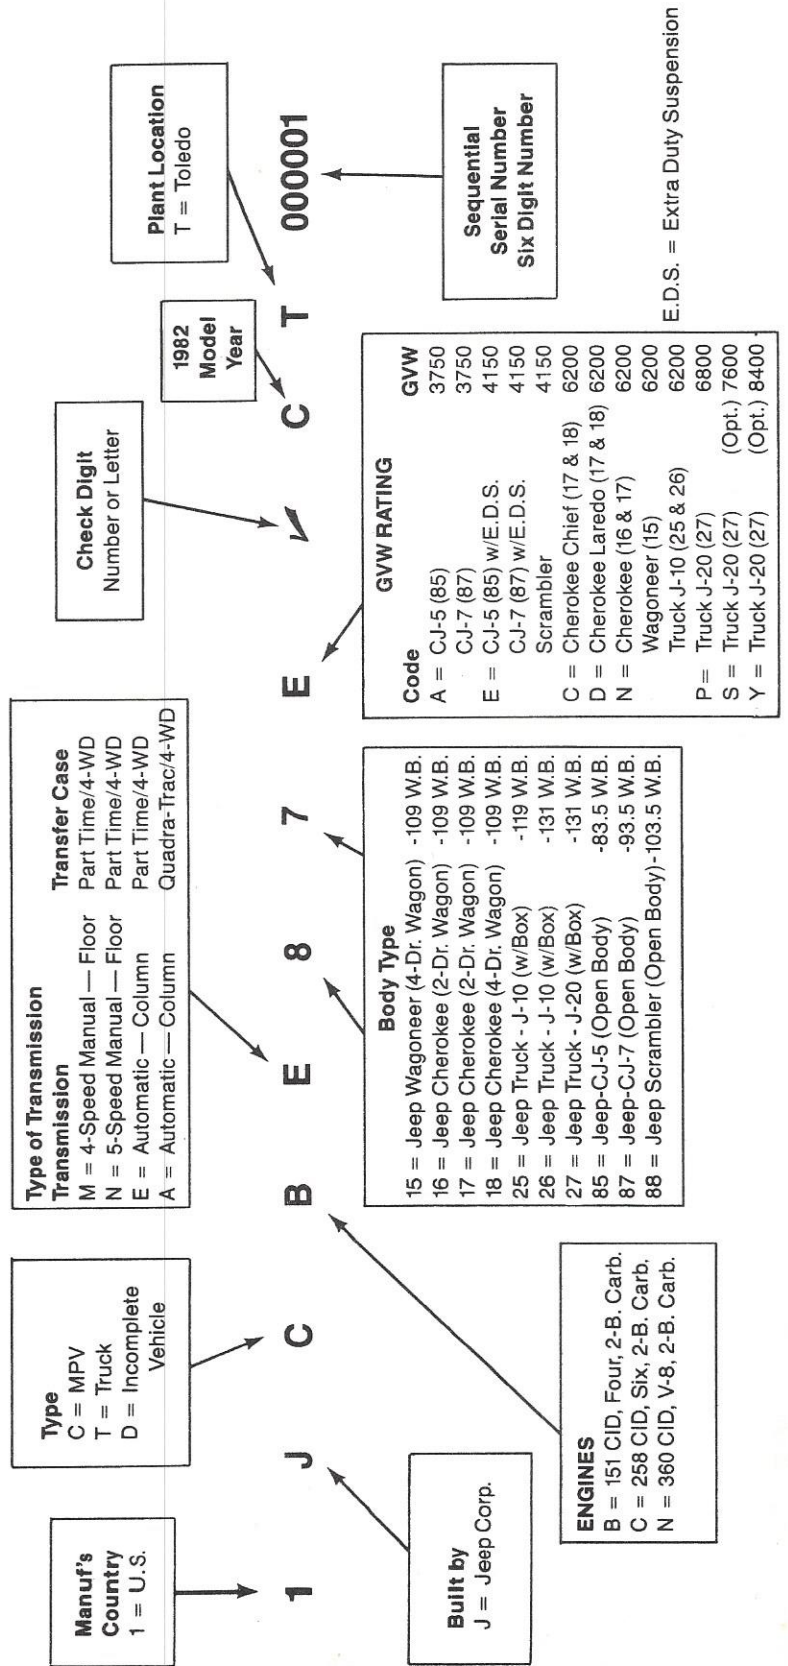 Manuf's
Country
1 = U.S.
Type
C = MPV
T = Truck
D = Incomplete
Vehicle
Type of Transmission
Transmission Transfer Case
M = 4-Speed Manual — Floor Part Time/4-WD
N = 5-Speed Manual — Floor Part Time/4-WD
E = Automatic — Column Part Time/4-WD
A = Automatic — Column Quadra-Trac/4-WD
Check Digit
Number or Letter
1982
Model
Year
Plant Location
T = Toledo
1 J C B E 8 7 E ✓ C T 000001
Built by
J = Jeep Corp.
ENGINES
B = 151 CID, Four, 2-B. Carb.
C = 258 CID, Six, 2-B. Carb.
N = 360 CID, V-8, 2-B. Carb.
Body Type
15 = Jeep Wagoneer (4-Dr. Wagon) -109 W.B.
16 = Jeep Cherokee (2-Dr. Wagon) -109 W.B.
17 = Jeep Cherokee (2-Dr. Wagon) -109 W.B.
18 = Jeep Cherokee (4-Dr. Wagon) -109 W.B.
25 = Jeep Truck - J-10 (w/Box) -119 W.B.
26 = Jeep Truck - J-10 (w/Box) -131 W.B.
27 = Jeep Truck - J-20 (w/Box) -131 W.B.
85 = Jeep-CJ-5 (Open Body) -83.5 W.B.
87 = Jeep-CJ-7 (Open Body) -93.5 W.B.
88 = Jeep Scrambler (Open Body) -103.5 W.B.
GVW RATING
Code GVW
A = CJ-5 (85) 3750
CJ-7 (87) 3750
E = CJ-5 (85) w/E.D.S. 4150
CJ-7 (87) w/E.D.S. 4150
Scrambler 4150
C = Cherokee Chief (17 & 18) 6200
D = Cherokee Laredo (17 & 18) 6200
N = Cherokee (16 & 17) 6200
Wagoneer (15) 6200
Truck J-10 (25 & 26) 6200
P = Truck J-20 (27) 6800
S = Truck J-20 (27) (Opt.) 7600
Y = Truck J-20 (27) (Opt.) 8400
E.D.S. = Extra Duty Suspension
Sequential
Serial Number
Six Digit Number